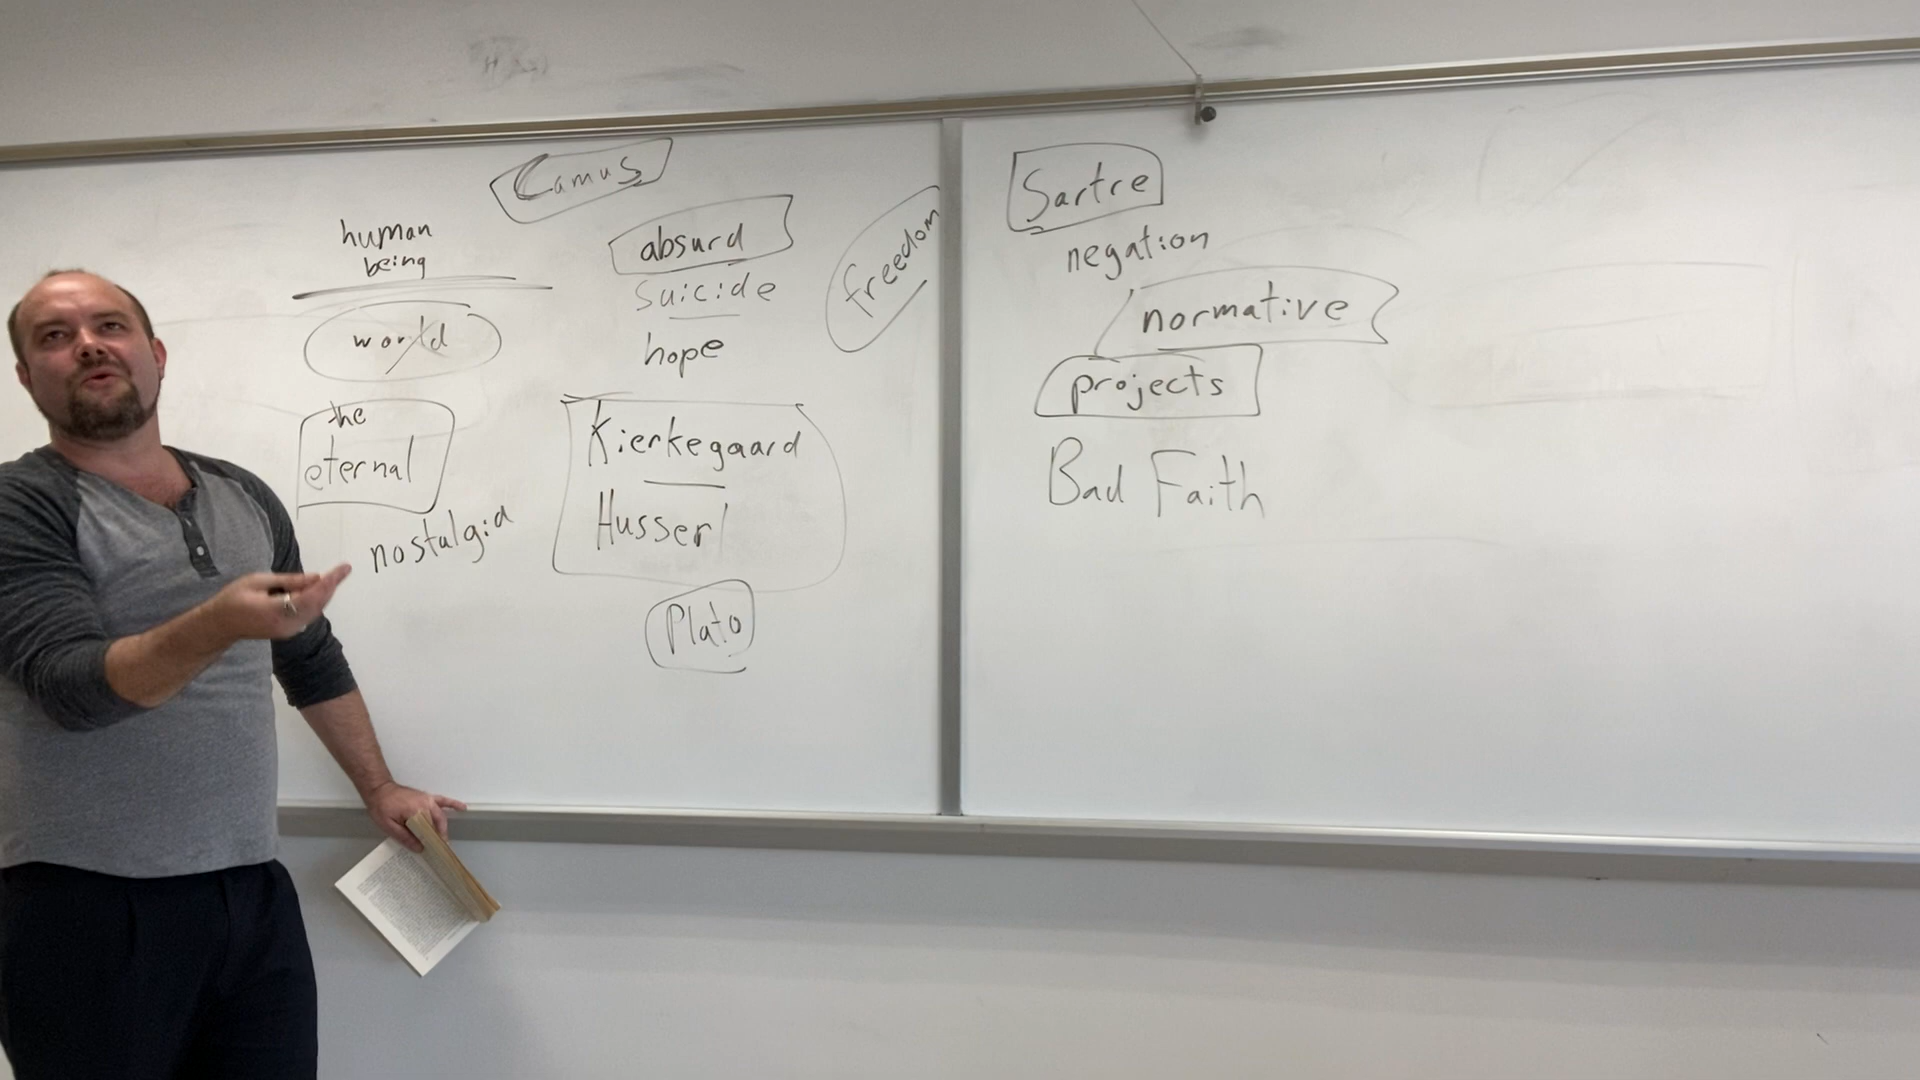 Camus
human
being
world
the
eternal
nostalgia
absurd
suicide
hope
Kierkegaard
Husserl
Plato
freedom
Sartre
negation
normative
projects
Bad Faith